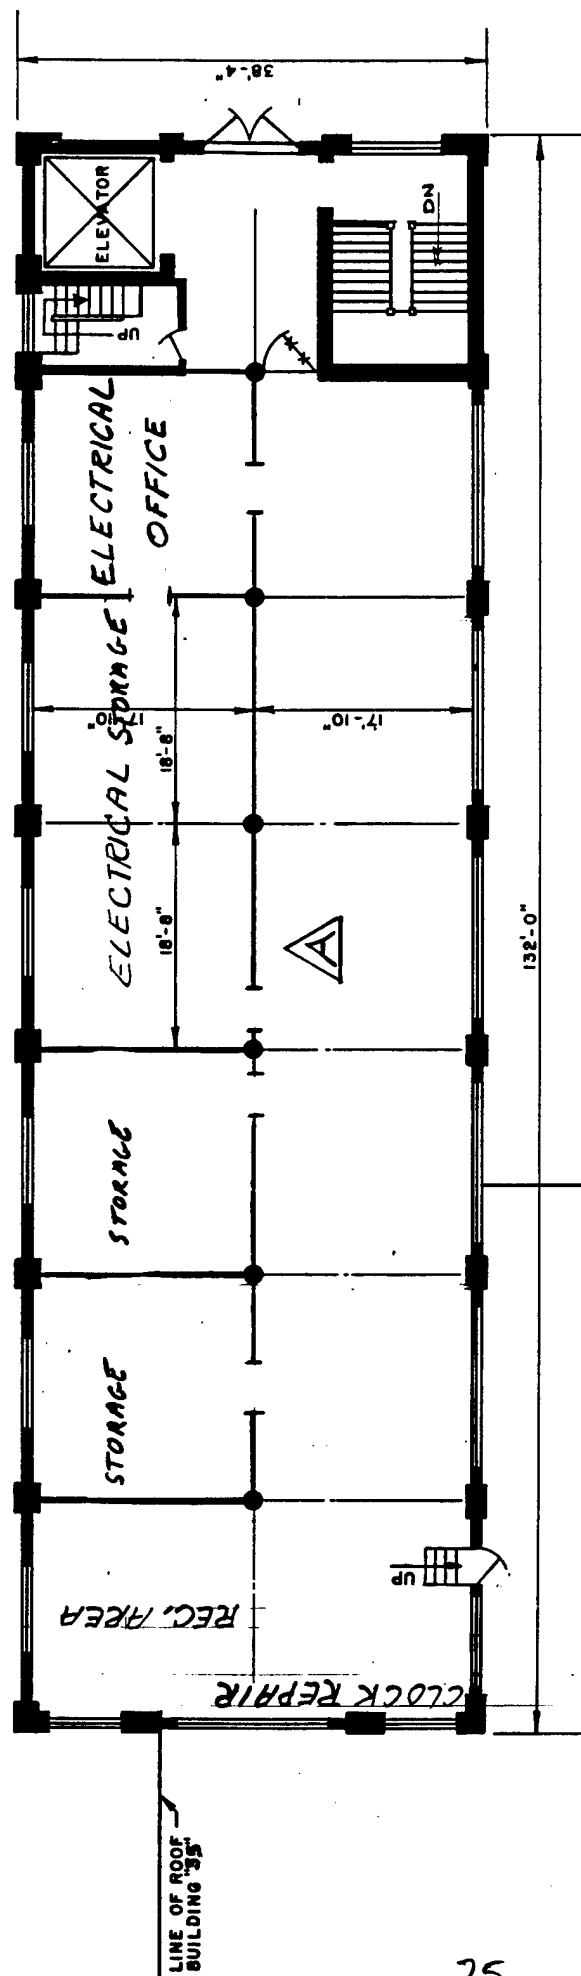 38'-4"
ELEVATOR
DN
UP
ELECTRICAL
OFFICE
ELECTRICAL STORAGE
17'-10"
17'-10"
18'-8"
18'-8"
A
132'-0"
STORAGE
STORAGE
UP
REC. AREA
CLOCK REPAIR
LINE OF ROOF
BUILDING "35"
25